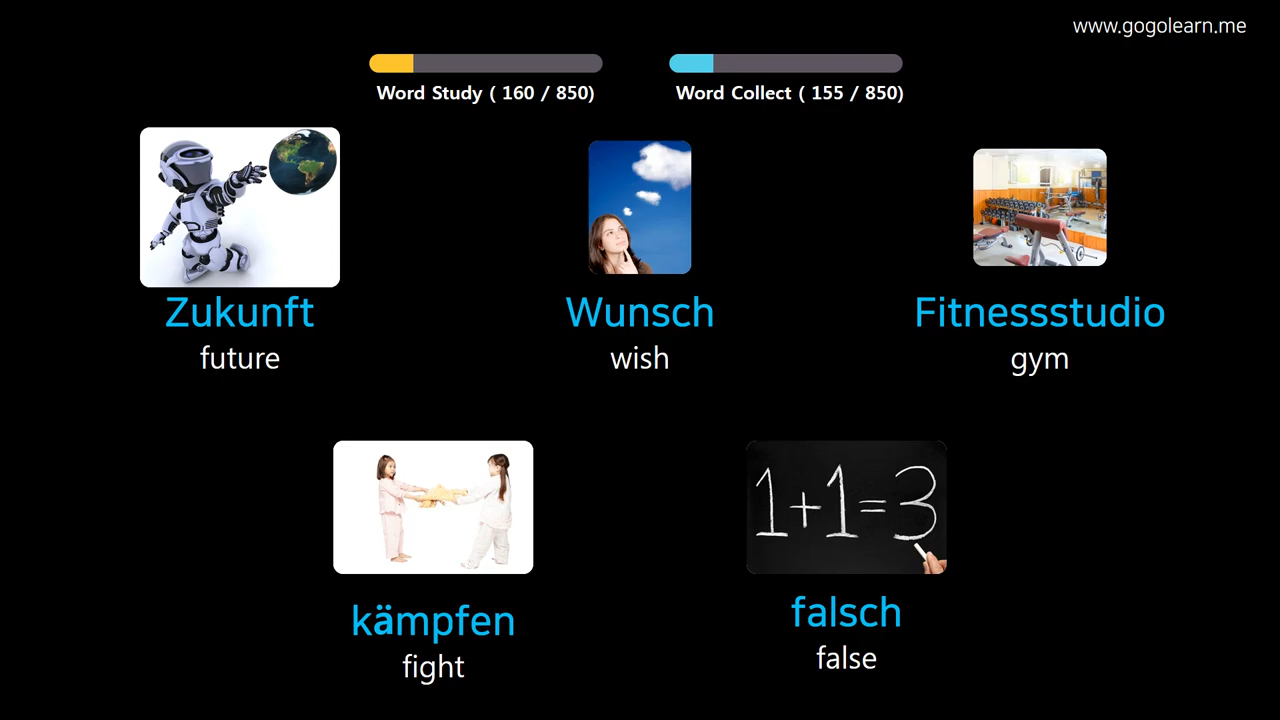 www.gogolearn.me
Word Study ( 160 / 850)
Word Collect ( 155 / 850)
Zukunft
future
Wunsch
wish
Fitnessstudio
gym
1+1=3
kämpfen
fight
falsch
false